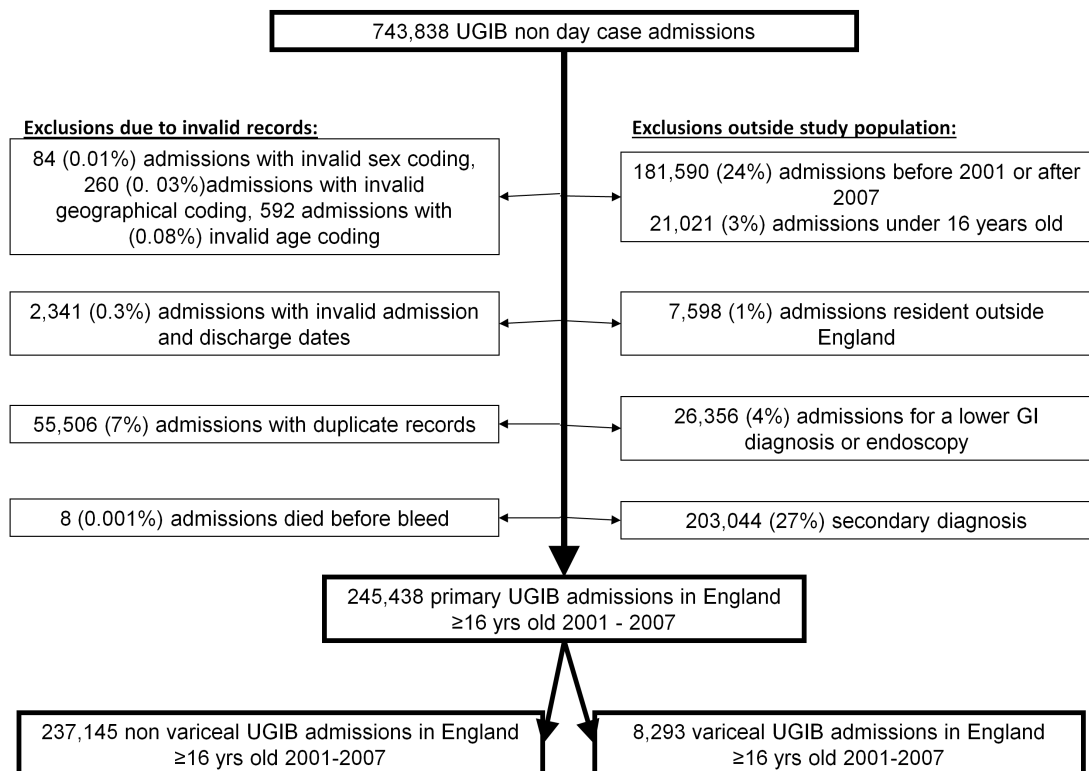 743,838 UGIB non day case admissions
Exclusions due to invalid records:
84 (0.01%) admissions with invalid sex coding,
260 (0. 03%)admissions with invalid
geographical coding, 592 admissions with
(0.08%) invalid age coding
2,341 (0.3%) admissions with invalid admission
and discharge dates
55,506 (7%) admissions with duplicate records
8 (0.001%) admissions died before bleed
Exclusions outside study population:
181,590 (24%) admissions before 2001 or after
2007
21,021 (3%) admissions under 16 years old
7,598 (1%) admissions resident outside
England
26,356 (4%) admissions for a lower GI
diagnosis or endoscopy
203,044 (27%) secondary diagnosis
245,438 primary UGIB admissions in England
≥16 yrs old 2001 - 2007
237,145 non variceal UGIB admissions in England
≥16 yrs old 2001-2007
8,293 variceal UGIB admissions in England
≥16 yrs old 2001-2007